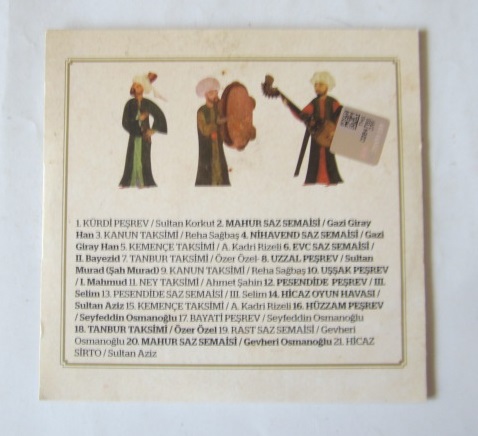 1. KÜRDİ PEŞREV / Sultan Korkut 2. MAHUR SAZ SEMAİSİ / Gazi Giray
Han 3. KANUN TAKSİMİ / Reha Sağbaş 4. NİHAVEND SAZ SEMAİSİ / Gazi
Giray Han 5. KEMENÇE TAKSİMİ / A. Kadri Rizeli 6. EVC SAZ SEMAİSİ /
II. Bayezid 7. TANBUR TAKSİMİ / Özer Özel- 8. UZZAL PEŞREV / Sultan
Murad (Şah Murad) 9. KANUN TAKSİMİ / Reha Sağbaş 10. UŞŞAK PEŞREV
/ I. Mahmud 11. NEY TAKSİMİ / Ahmet Şahin 12. PESENDİDE PEŞREV / III.
Selim 13. PESENDİDE SAZ SEMAİSİ / III. Selim 14. HİCAZ OYUN HAVASI /
Sultan Aziz 15. KEMENÇE TAKSİMİ / A. Kadri Rizeli 16. HÜZZAM PEŞREV
/ Seyfeddin Osmanoğlu 17. BAYATİ PEŞREV / Seyfeddin Osmanoğlu
18. TANBUR TAKSİMİ / Özer Özel 19. RAST SAZ SEMAİSİ / Gevheri
Osmanoğlu 20. MAHUR SAZ SEMAİSİ / Gevheri Osmanoğlu 21. HİCAZ
SİRTO / Sultan Aziz